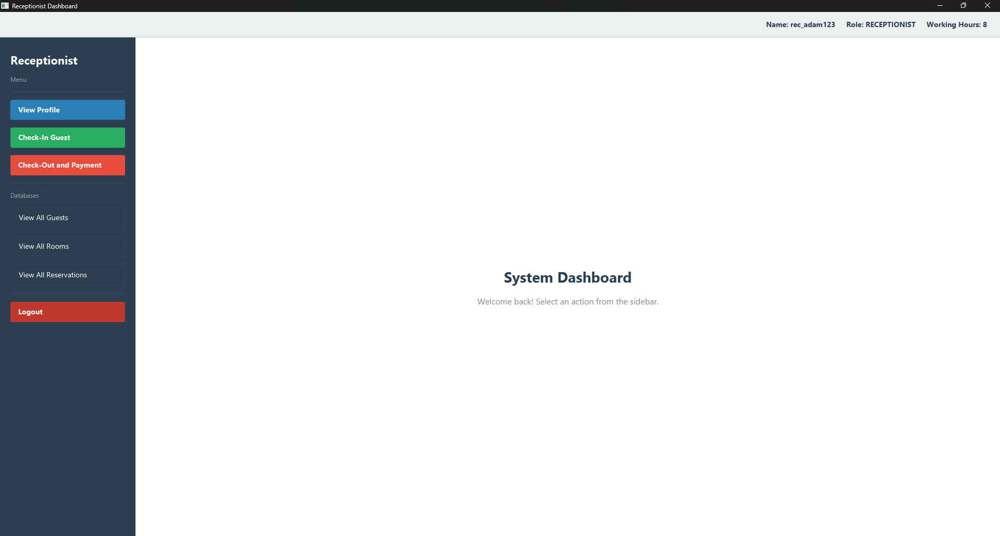 Receptionist Dashboard
Name: rec_adam123 Role: RECEPTIONIST Working Hours: 8
Receptionist
Menu
View Profile
Check-In Guest
Check-Out and Payment
Databases
View All Guests
View All Rooms
View All Reservations
Logout
System Dashboard
Welcome back! Select an action from the sidebar.